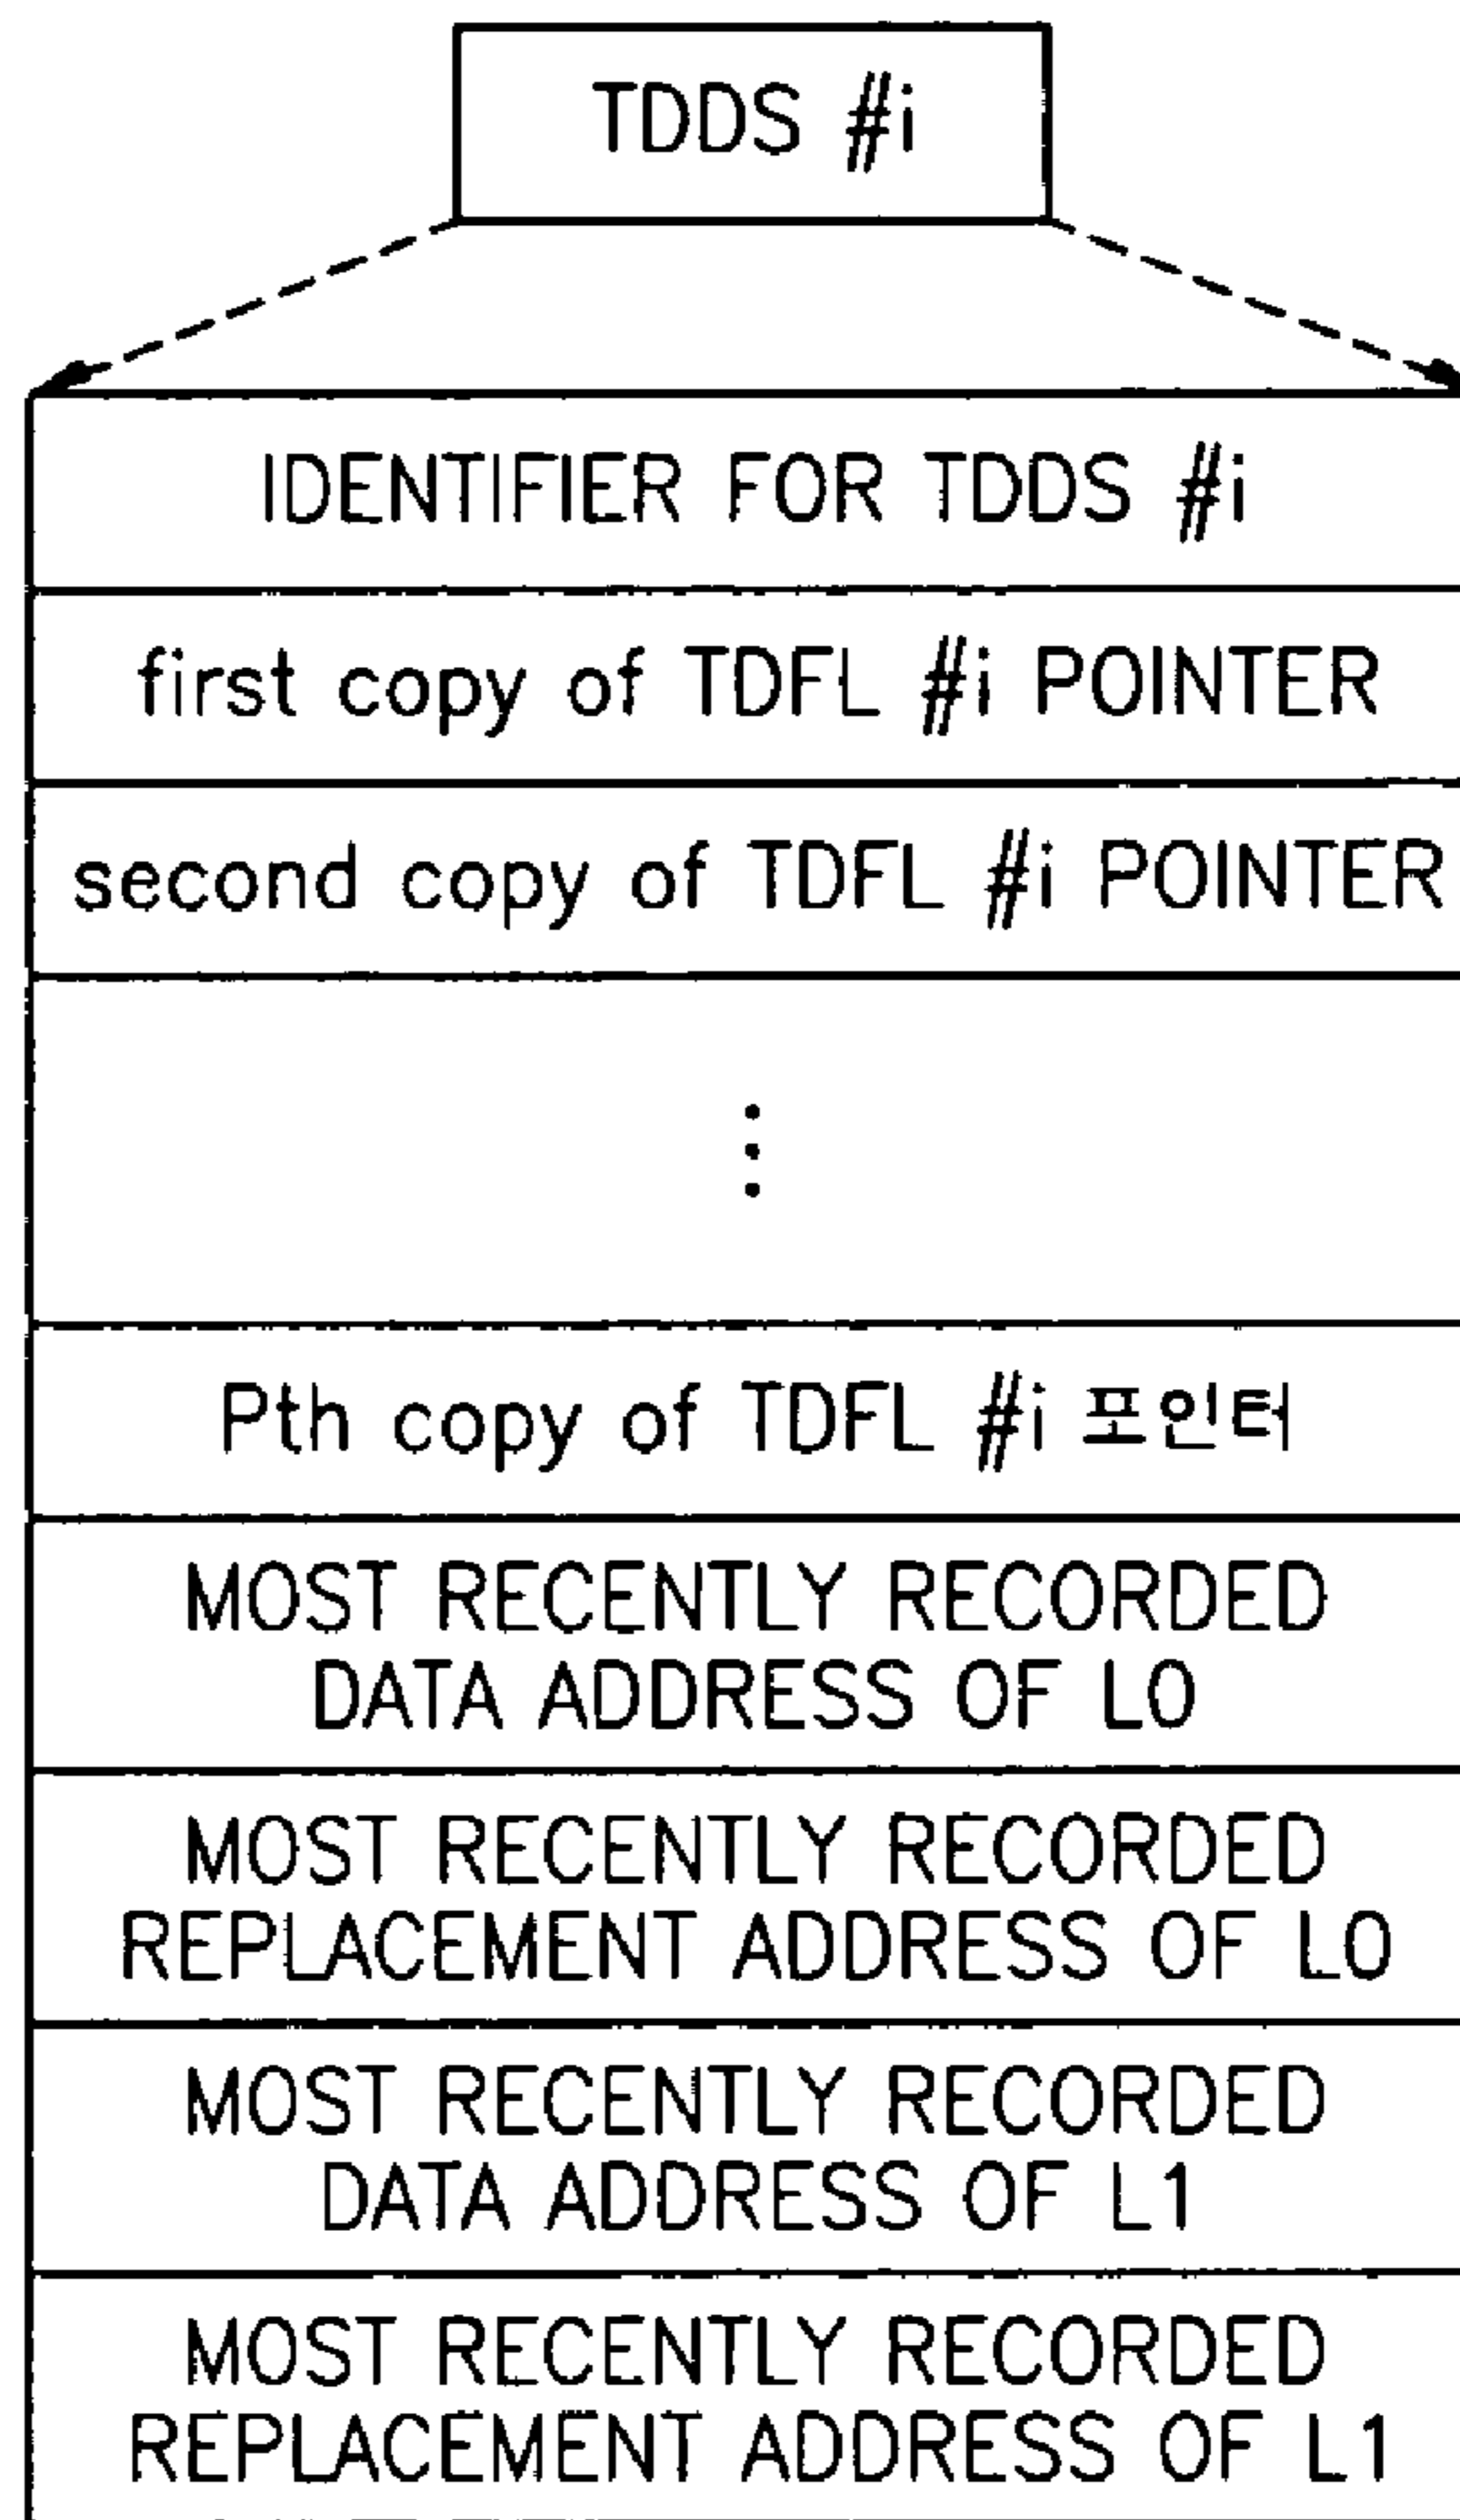 TDDS #i
IDENTIFIER FOR TDDS #i
first copy of TDFL #i POINTER
second copy of TDFL #i POINTER
Pth copy of TDFL #i 포인터
MOST RECENTLY RECORDED
DATA ADDRESS OF L0
MOST RECENTLY RECORDED
REPLACEMENT ADDRESS OF L0
MOST RECENTLY RECORDED
DATA ADDRESS OF L1
MOST RECENTLY RECORDED
REPLACEMENT ADDRESS OF L1